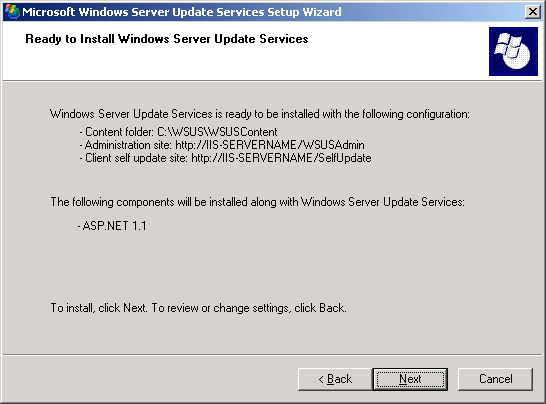 Microsoft Windows Server Update Services Setup Wizard
Ready to Install Windows Server Update Services
Windows Server Update Services is ready to be installed with the following configuration:
- Content folder: C:\WSUS\WSUSContent
- Administration site: http://IIS-SERVERNAME/WSUSAdmin
- Client self update site: http://IIS-SERVERNAME/SelfUpdate
The following components will be installed along with Windows Server Update Services:
- ASP.NET 1.1
To install, click Next. To review or change settings, click Back.
< Back Next Cancel